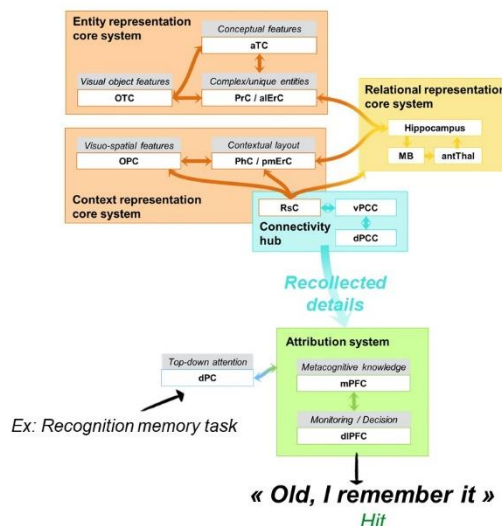 Entity representation
core system
Conceptual features
aTC
Visual object features
OTC
Complex/unique entities
PrC / alErC
Relational representation
core system
Hippocampus
MB
antThal
Visuo-spatial features
OPC
Contextual layout
PhC / pmErC
Context representation
core system
RsC
vPCC
Connectivity
hub
dPCC
Recollected
details
Attribution system
Top-down attention
dPC
Metacognitive knowledge
mPFC
Monitoring / Decision
dlPFC
Ex: Recognition memory task
« Old, I remember it »
Hit